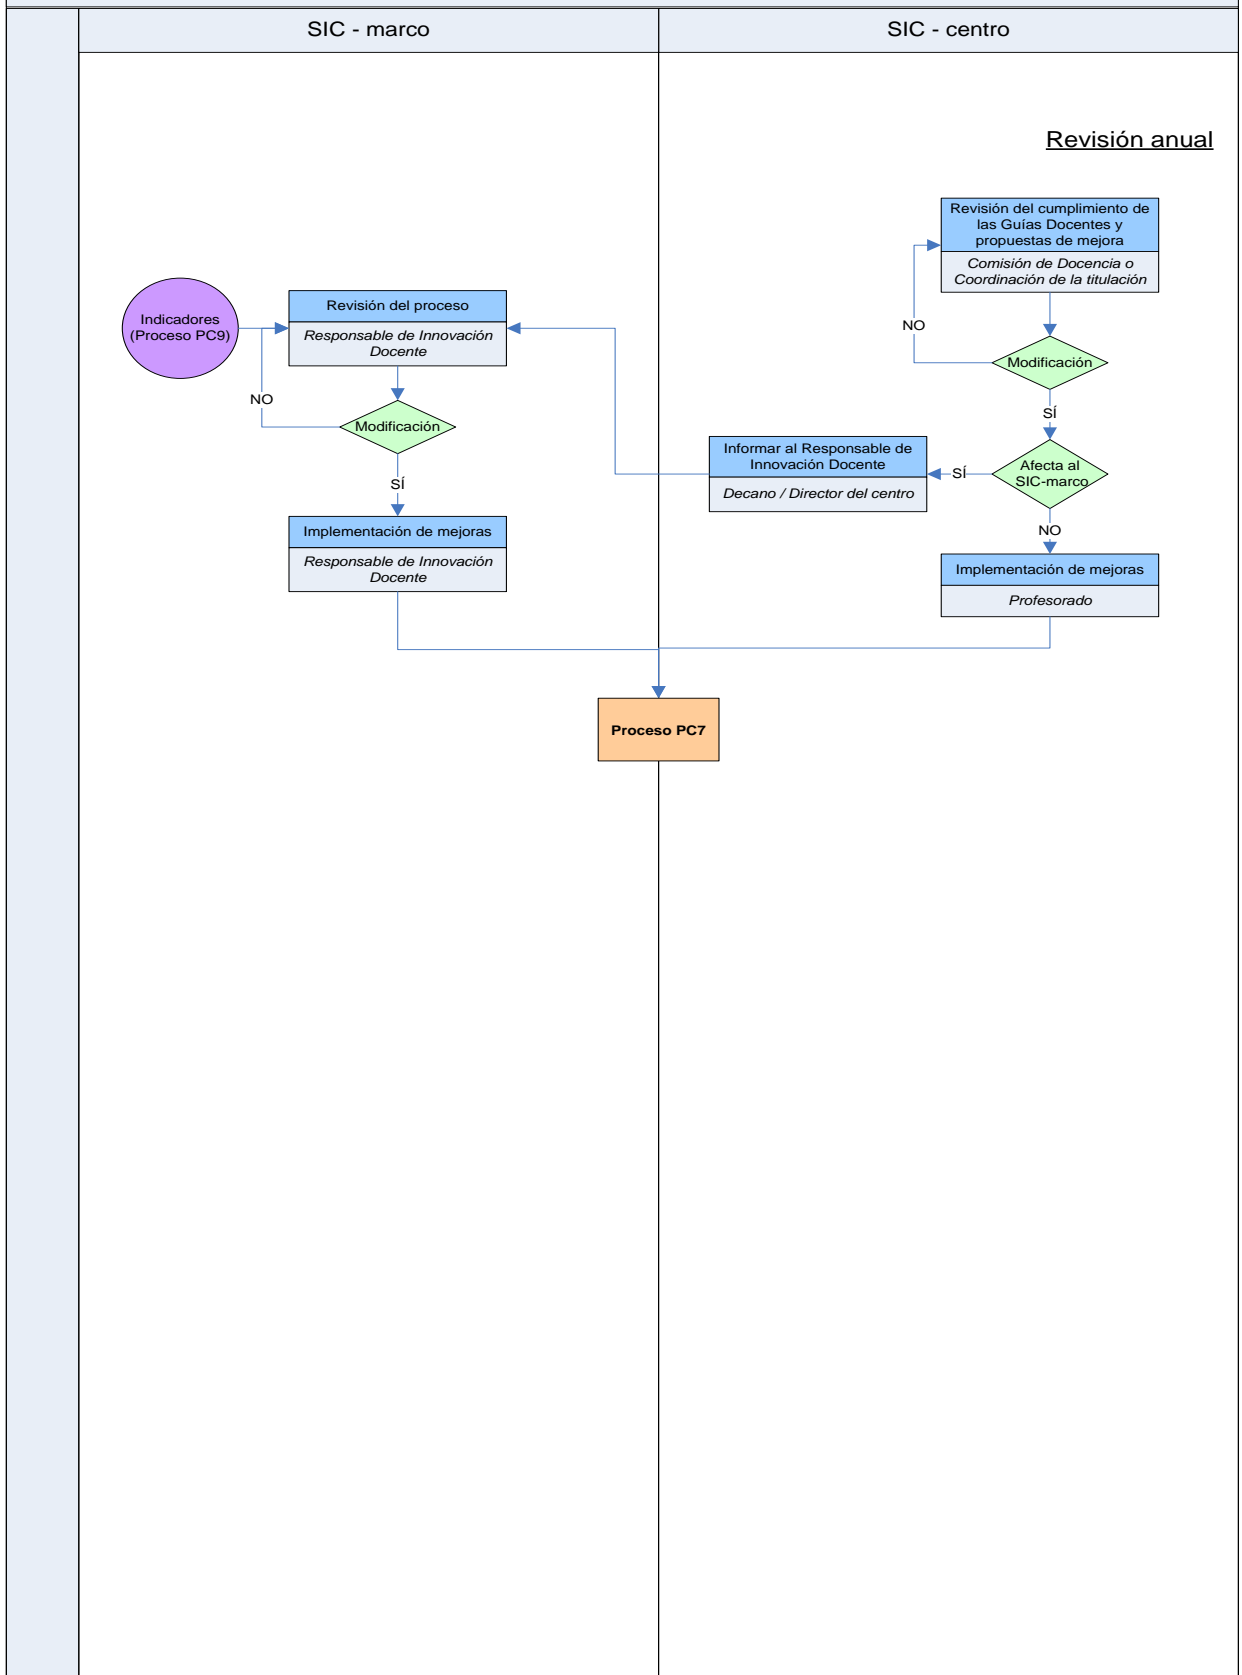 SIC - marco
SIC - centro
Revisión anual
Revisión del cumplimiento de
las Guías Docentes y
propuestas de mejora
Comisión de Docencia o
Coordinación de la titulación
NO
Modificación
SÍ
Afecta al
SIC-marco
SÍ
NO
Informar al Responsable de
Innovación Docente
Decano / Director del centro
Implementación de mejoras
Profesorado
Indicadores
(Proceso PC9)
Revisión del proceso
Responsable de Innovación
Docente
NO
Modificación
SÍ
Implementación de mejoras
Responsable de Innovación
Docente
Proceso PC7